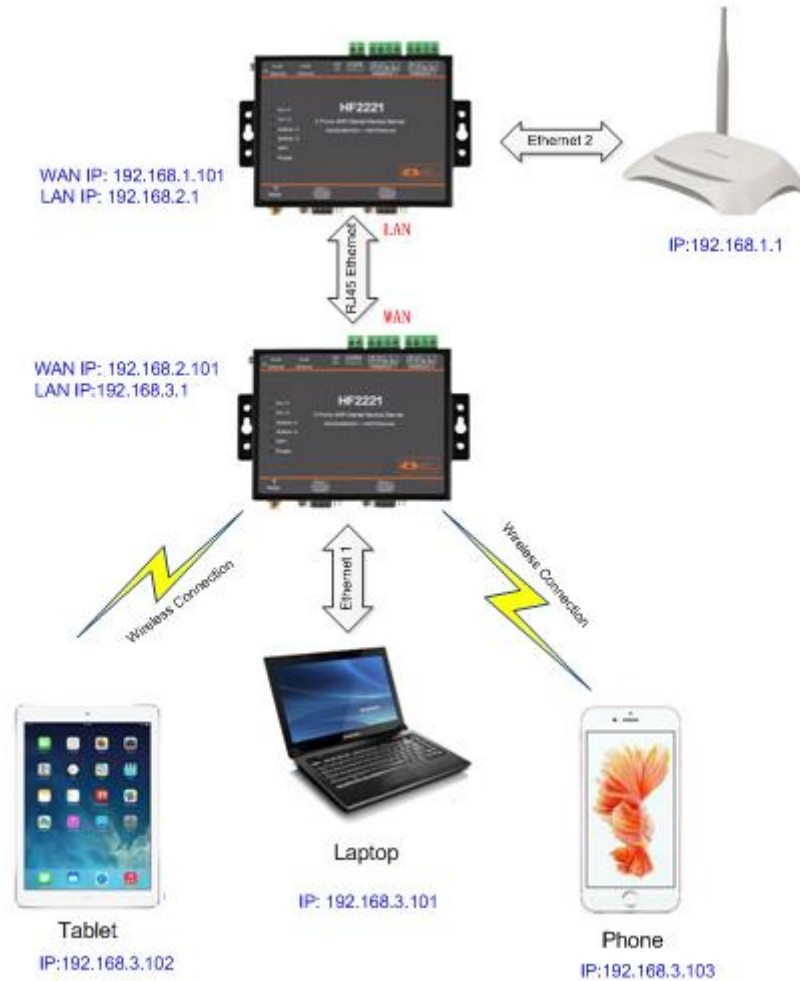 HF2221
Ethernet 2
WAN IP: 192.168.1.101
LAN IP: 192.168.2.1
IP:192.168.1.1
LAN
RJ45 Ethernet
WAN
WAN IP: 192.168.2.101
LAN IP:192.168.3.1
HF2221
Wireless Connection
Ethernet 1
Wireless Connection
Laptop
IP: 192.168.3.101
Tablet
IP:192.168.3.102
Phone
IP:192.168.3.103